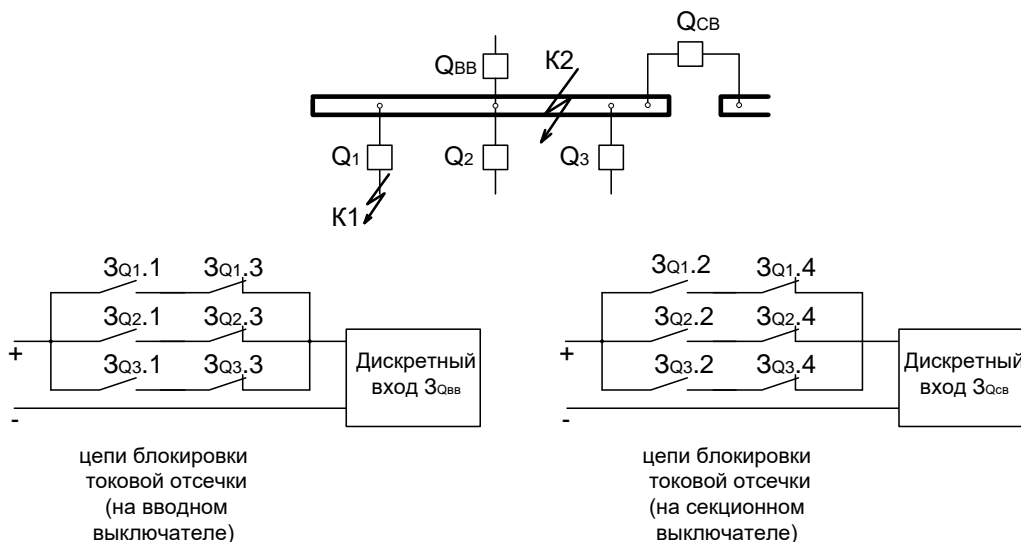 QСВ
QВВ
К2
Q1
Q2
Q3
К1
ЗQ1.1
ЗQ1.3
ЗQ2.1
ЗQ2.3
ЗQ3.1
ЗQ3.3
+
-
Дискретный
вход ЗQвв
цепи блокировки
токовой отсечки
(на вводном
выключателе)
ЗQ1.2
ЗQ1.4
ЗQ2.2
ЗQ2.4
ЗQ3.2
ЗQ3.4
+
-
Дискретный
вход ЗQсв
цепи блокировки
токовой отсечки
(на секционном
выключателе)